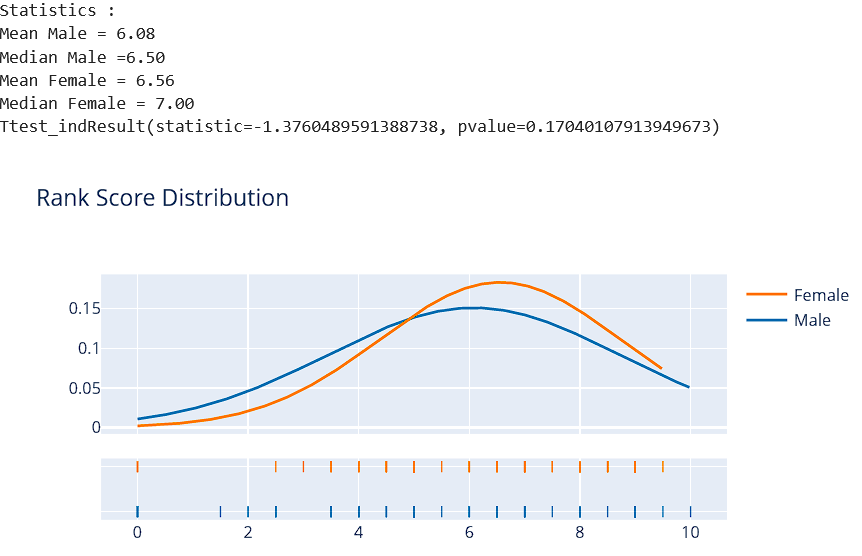 Statistics :
Mean Male = 6.08
Median Male =6.50
Mean Female = 6.56
Median Female = 7.00
Ttest_indResult(statistic=-1.3760489591388738, pvalue=0.17040107913949673)
Rank Score Distribution
Female
Male
0.15
0.1
0.05
0
0 2 4 6 8 10